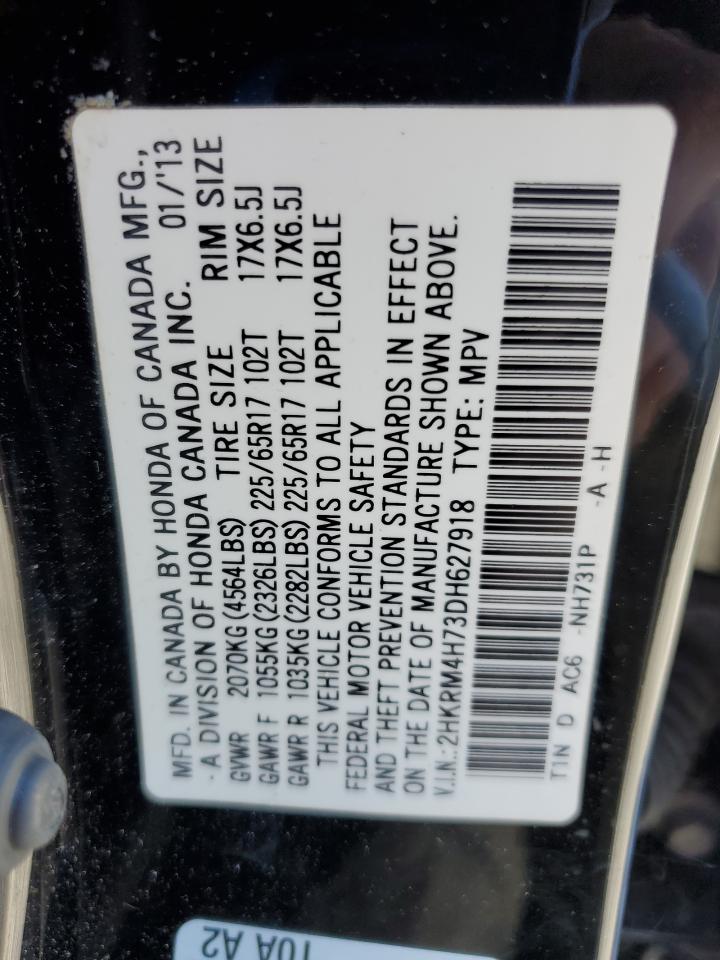 MFD. IN CANADA BY HONDA OF CANADA MFG.,
- A DIVISION OF HONDA CANADA INC. 01/'13
GVWR 2070KG (4564LBS) TIRE SIZE RIM SIZE
GAWR F 1055KG (2326LBS) 225/65R17 102T 17X6.5J
GAWR R 1035KG (2282LBS) 225/65R17 102T 17X6.5J
THIS VEHICLE CONFORMS TO ALL APPLICABLE
FEDERAL MOTOR VEHICLE SAFETY
AND THEFT PREVENTION STANDARDS IN EFFECT
ON THE DATE OF MANUFACTURE SHOWN ABOVE.
V.I.N.:2HKRM4H73DH627918 TYPE: MPV
T1N D AC6 -NH731P -A -H
A2